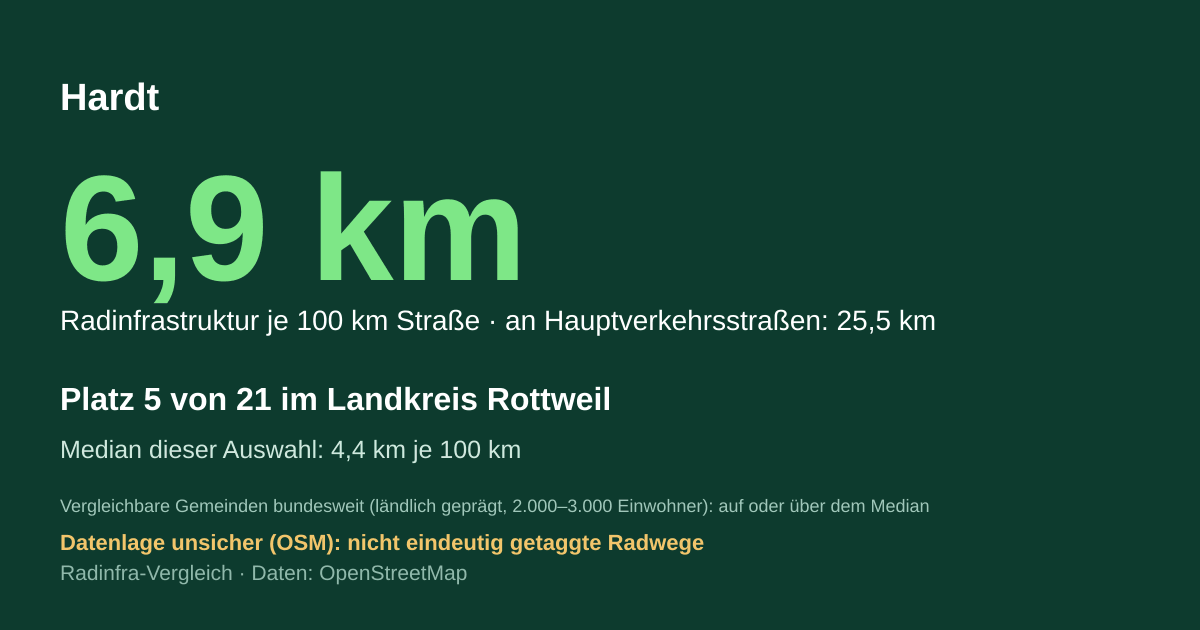 Hardt
6,9 km
Radinfrastruktur je 100 km Straße · an Hauptverkehrsstraßen: 25,5 km
Platz 5 von 21 im Landkreis Rottweil
Median dieser Auswahl: 4,4 km je 100 km
Vergleichbare Gemeinden bundesweit (ländlich geprägt, 2.000–3.000 Einwohner): auf oder über dem Median
Datenlage unsicher (OSM): nicht eindeutig getaggte Radwege
Radinfra-Vergleich · Daten: OpenStreetMap